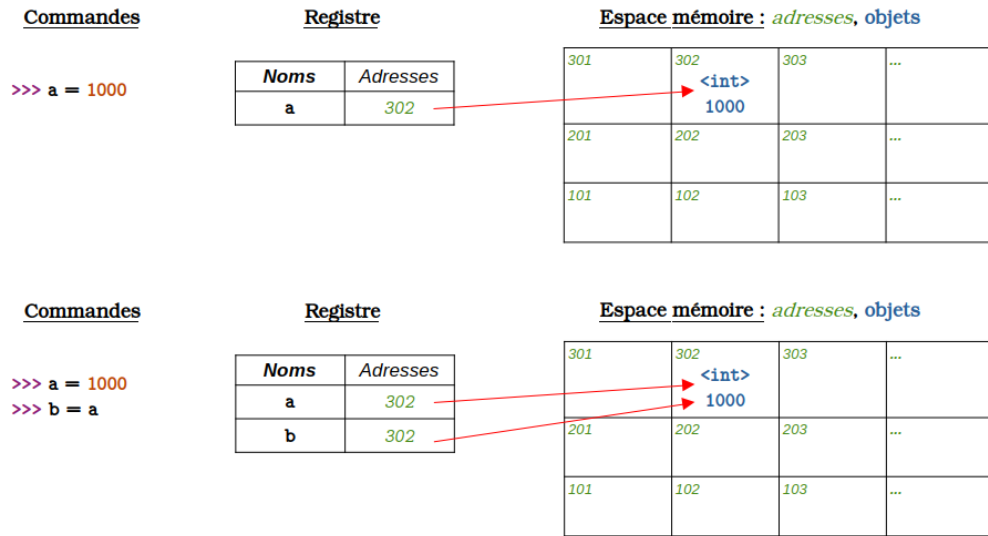 Commandes
Registre
Espace mémoire : adresses, objets
>>> a = 1000
Noms Adresses
a 302
301 302 303 ...
<int>
1000
201 202 203 ...
101 102 103 ...
Commandes
Registre
Espace mémoire : adresses, objets
>>> a = 1000
>>> b = a
Noms Adresses
a 302
b 302
301 302 303 ...
<int>
1000
201 202 203 ...
101 102 103 ...